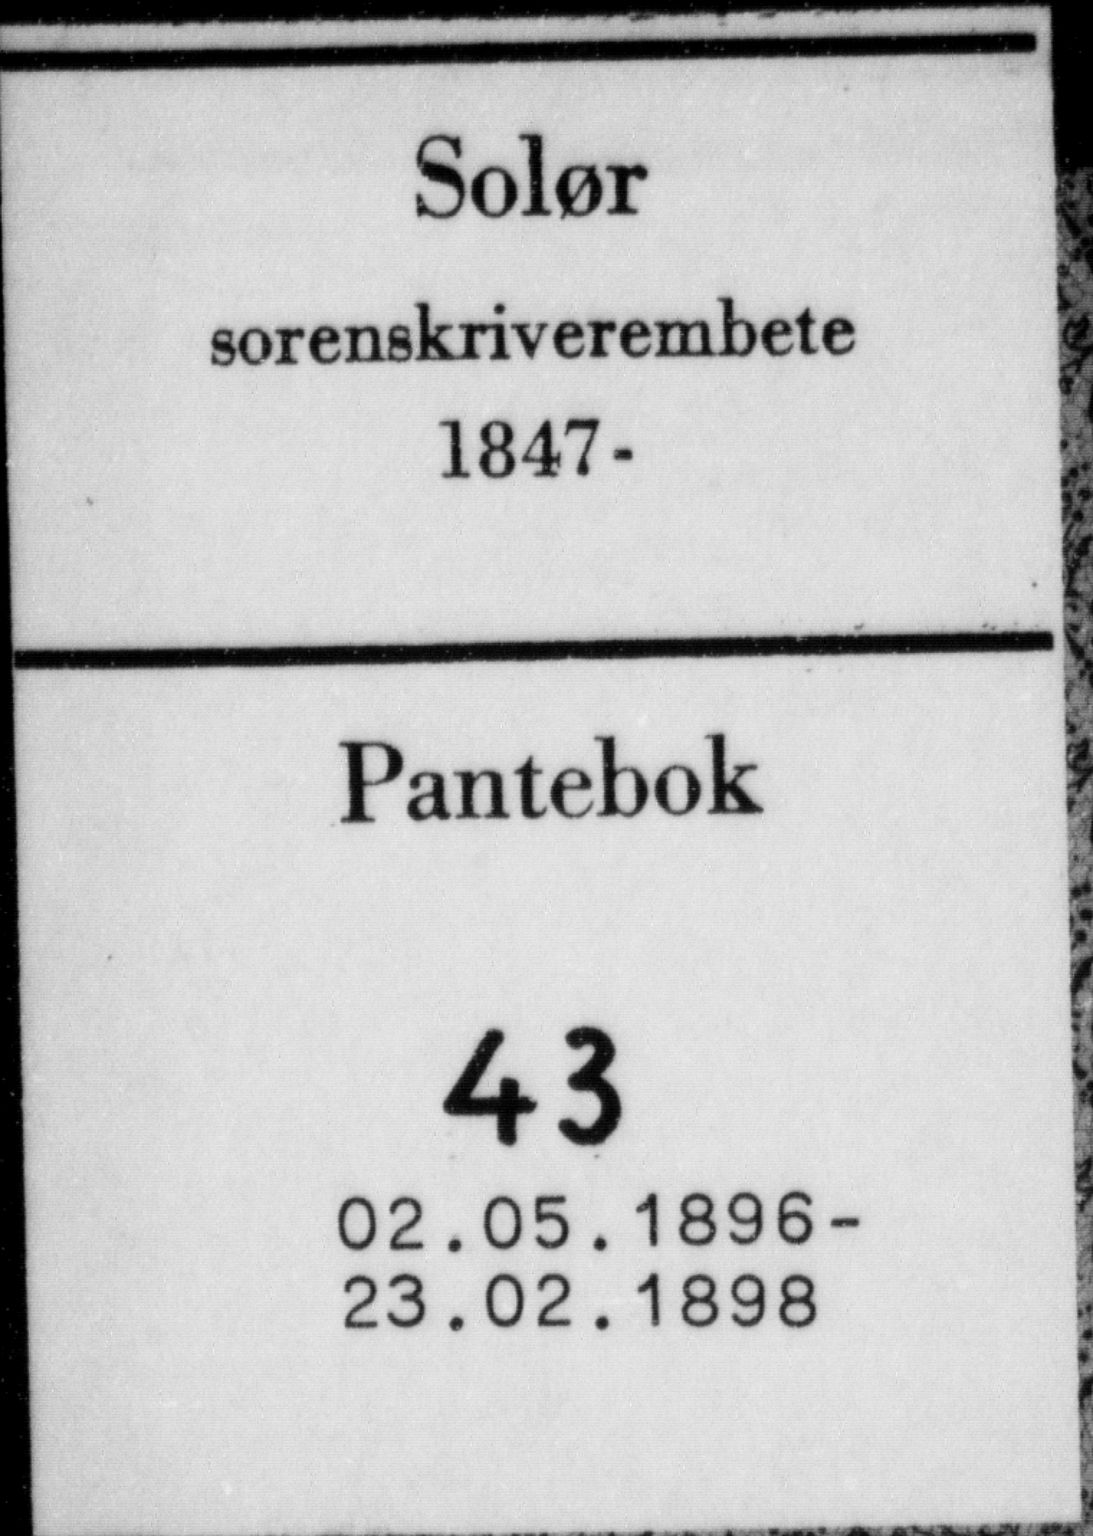 Solør
sorenskriverembete
1847-
Pantebok
43
02.05.1896-
23.02.1898